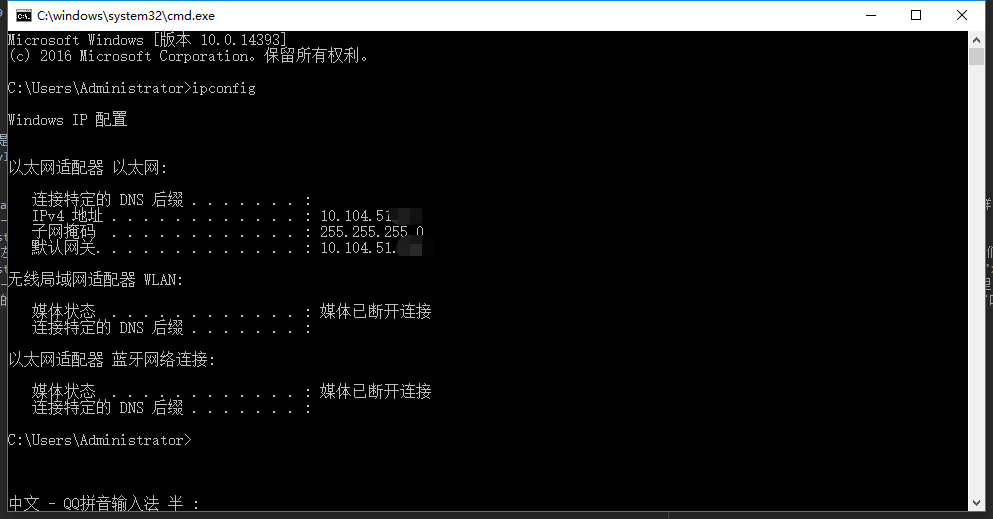 C:\windows\system32\cmd.exe
Microsoft Windows [版本 10.0.14393]
(c) 2016 Microsoft Corporation。保留所有权利。
C:\Users\Administrator>ipconfig
Windows IP 配置
以太网适配器 以太网:
连接特定的 DNS 后缀 . . . . . . . :
IPv4 地址 . . . . . . . . . . . . : 10.104.51
子网掩码 . . . . . . . . . . . . : 255.255.255.0
默认网关. . . . . . . . . . . . . : 10.104.51.
无线局域网适配器 WLAN:
媒体状态 . . . . . . . . . . . . : 媒体已断开连接
连接特定的 DNS 后缀 . . . . . . . :
以太网适配器 蓝牙网络连接:
媒体状态 . . . . . . . . . . . . : 媒体已断开连接
连接特定的 DNS 后缀 . . . . . . . :
C:\Users\Administrator>
中文 - QQ拼音输入法 半 :